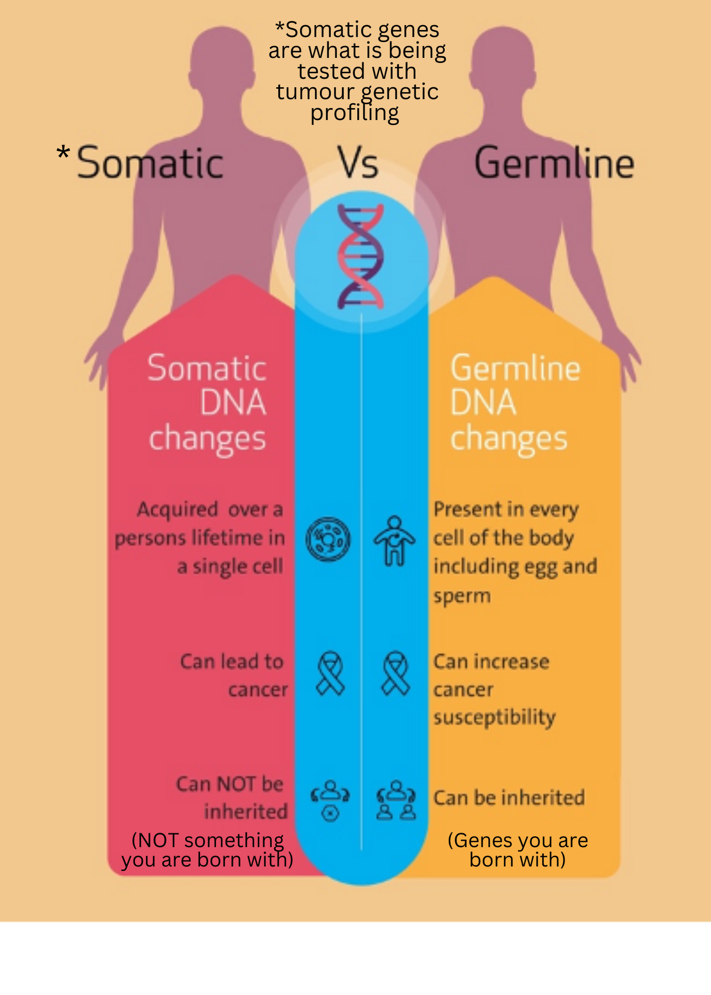 *Somatic genes
are what is being
tested with
tumour genetic
profiling
*Somatic
Vs
Germline
Somatic
DNA
changes
Acquired over a
persons lifetime in
a single cell
Can lead to
cancer
Can NOT be
inherited
(NOT something
you are born with)
Germline
DNA
changes
Present in every
cell of the body
including egg and
sperm
Can increase
cancer
susceptibility
Can be inherited
(Genes you are
born with)